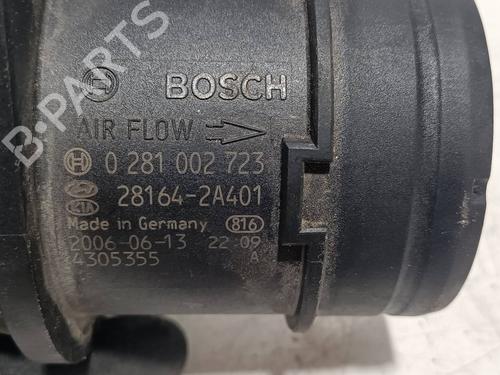 BOSCH
AIR FLOW
0 281 002 723
28164-2A401
KIA
Made in Germany 816
2006-06-13 22:09
4305355 A
B-PARTS